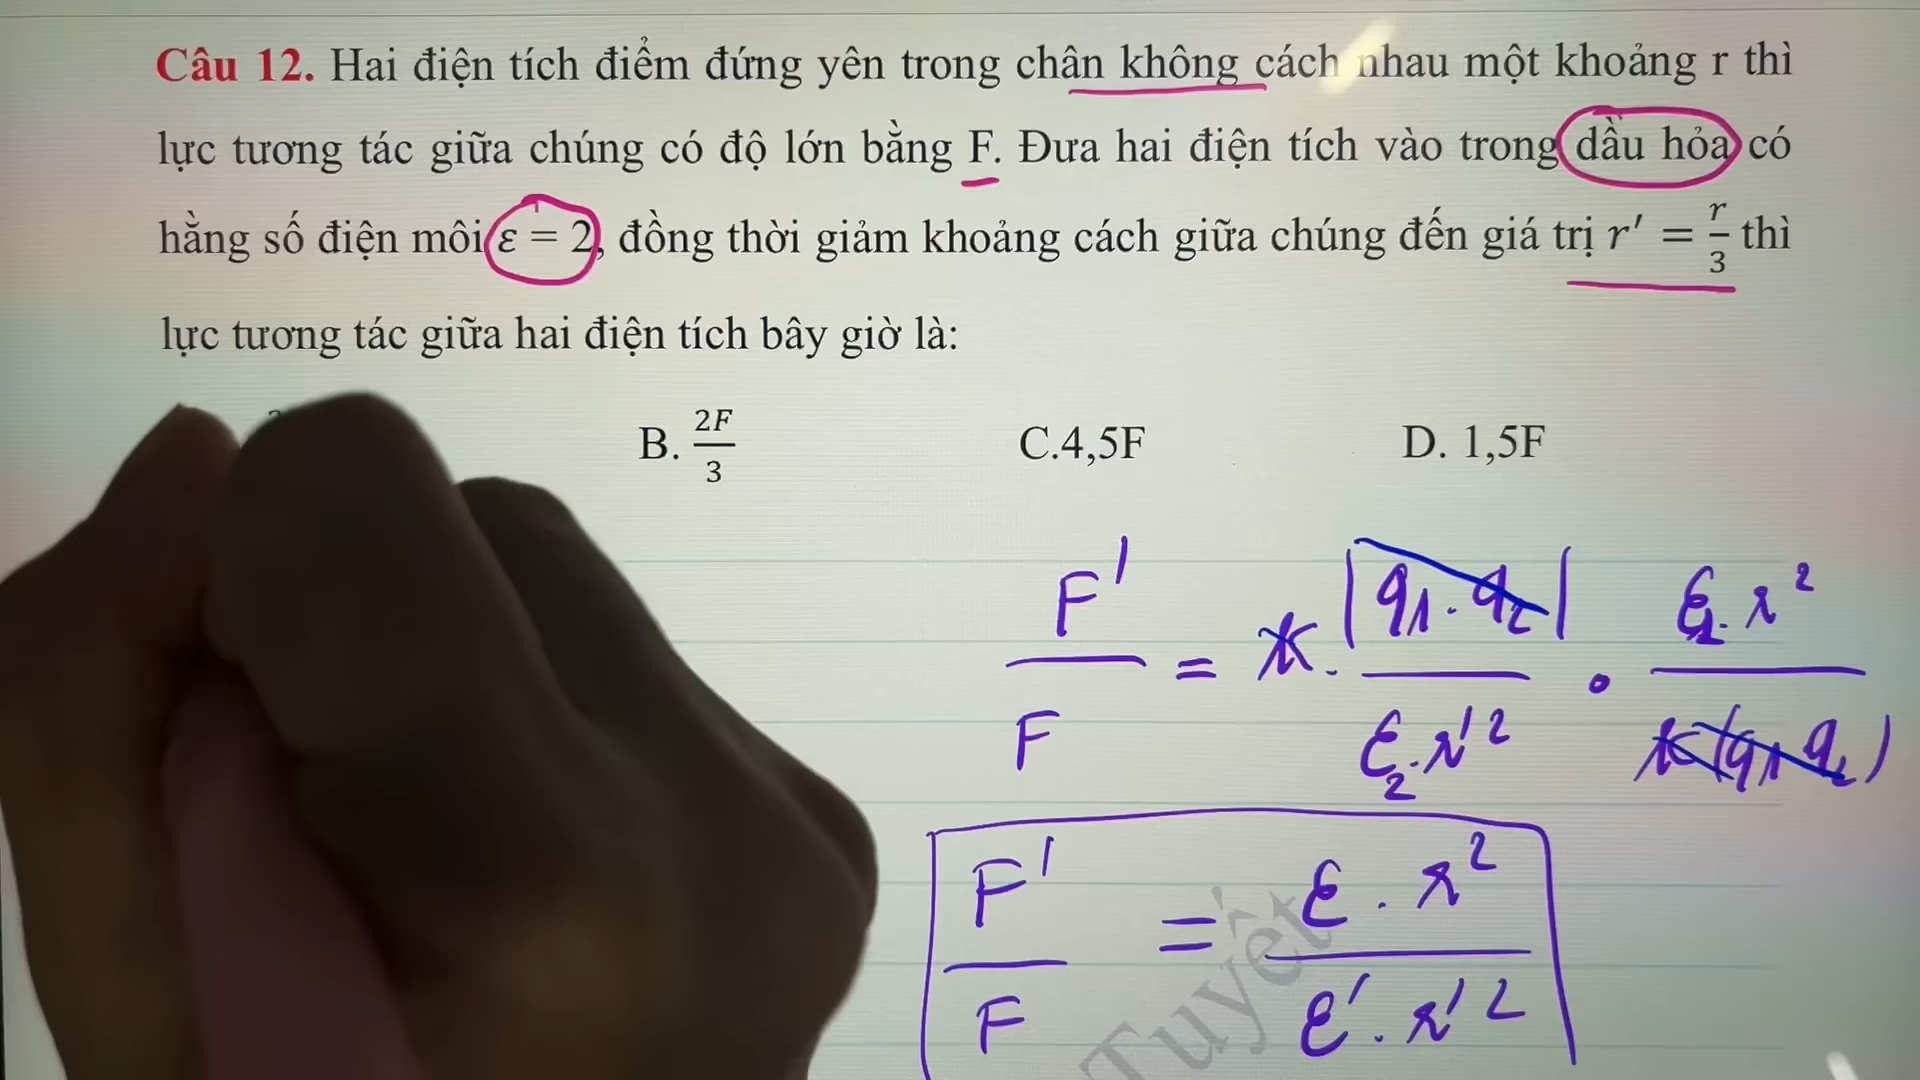 Câu 12. Hai điện tích điểm đứng yên trong chân không cách nhau một khoảng r thì
lực tương tác giữa chúng có độ lớn bằng F. Đưa hai điện tích vào trong dầu hỏa có
hằng số điện môi ε = 2, đồng thời giảm khoảng cách giữa chúng đến giá trị r′ = r/3 thì
lực tương tác giữa hai điện tích bây giờ là:
B. 2F/3 C.4,5F D. 1,5F
F'/F = k. |q1.q2|/ε2.r'² . ε1.r²/k|q1 q2|
F'/F = ε.r²/ε'.r'²
Tuyết